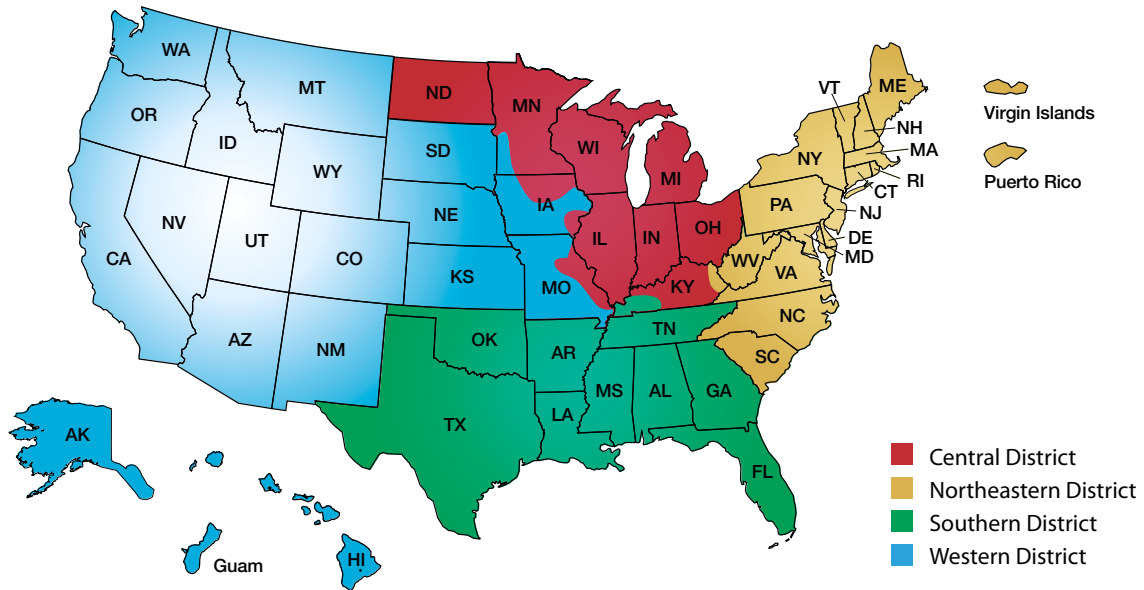 WA
MT
ND
MN
VT
ME
Virgin Islands
OR
ID
SD
WI
NH
NY
MA
WY
MI
RI
Puerto Rico
CT
NE
IA
PA
NJ
NV
UT
CO
IL
IN
OH
DE
MD
CA
KS
MO
KY
WV
VA
AZ
NM
OK
AR
TN
NC
SC
TX
LA
MS
AL
GA
FL
AK
HI
Guam
Central District
Northeastern District
Southern District
Western District